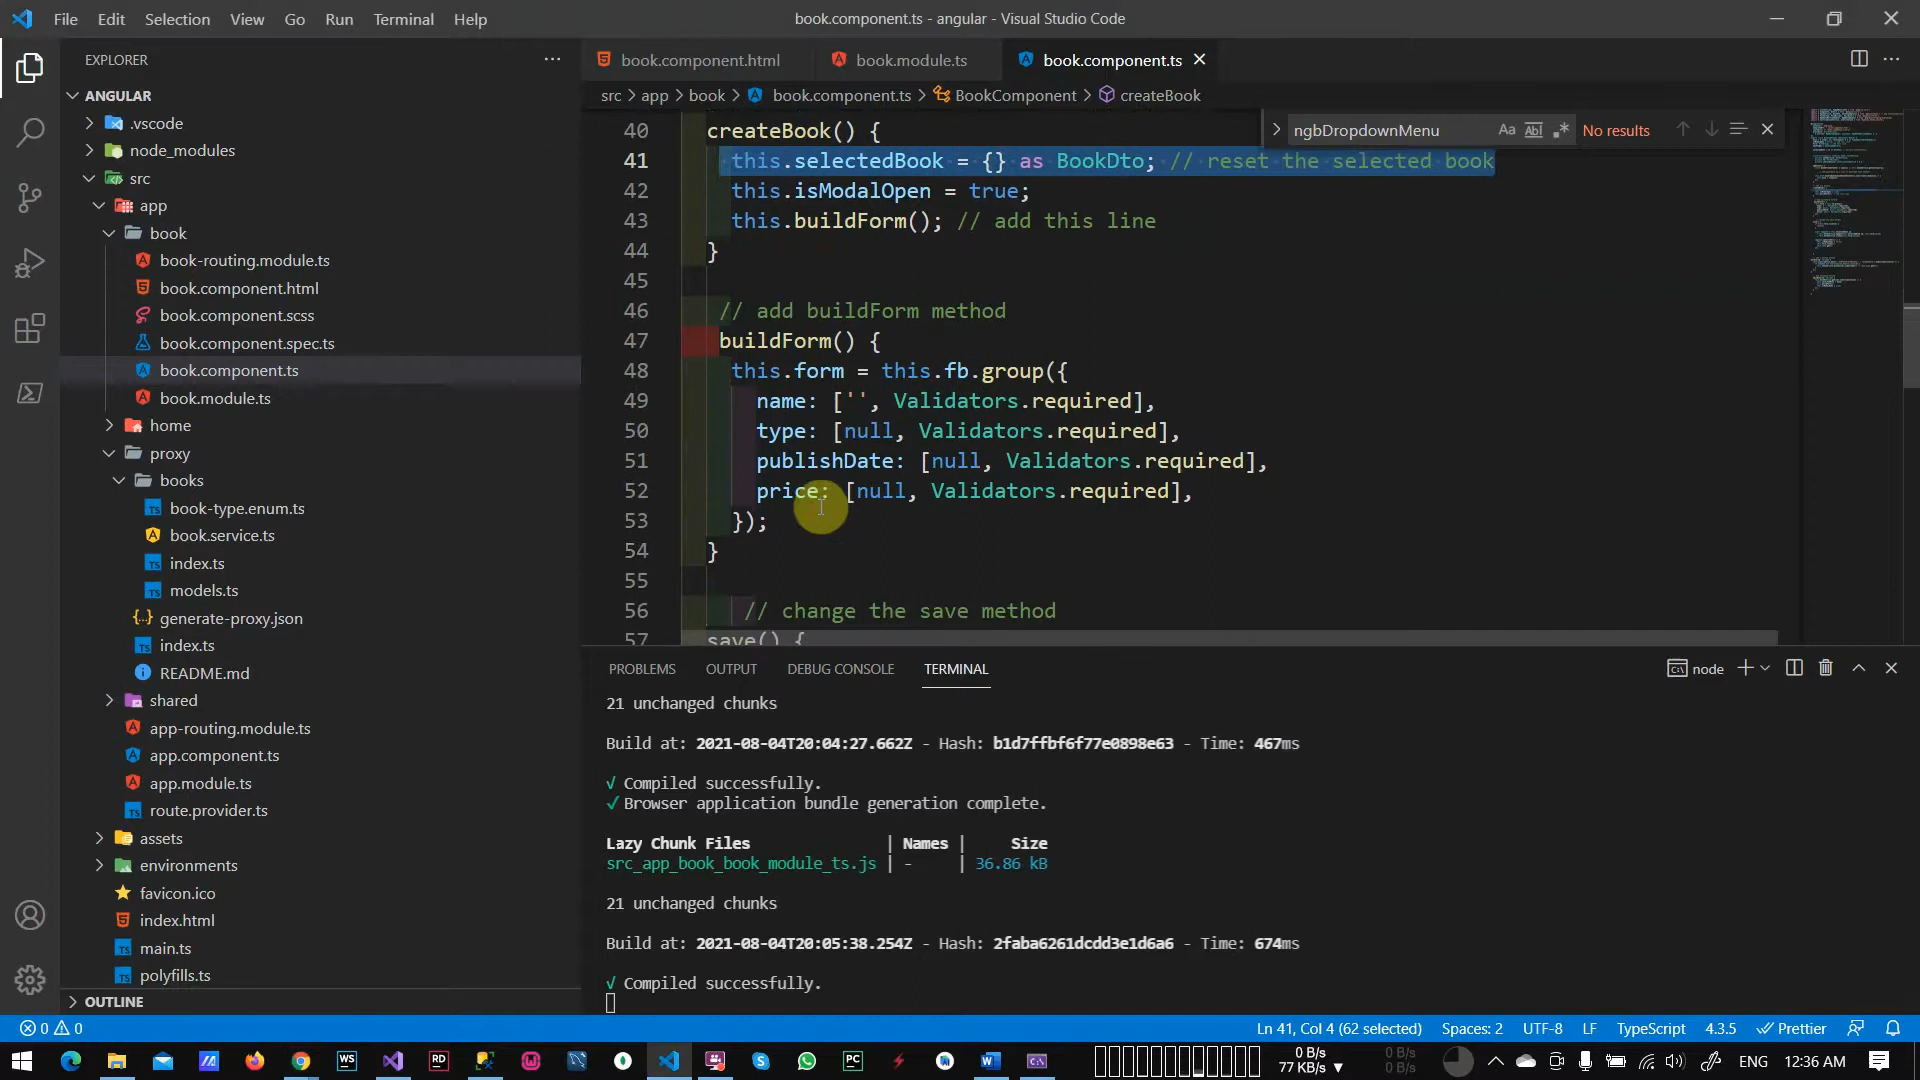 File Edit Selection View Go Run Terminal Help
book.component.ts - angular - Visual Studio Code
EXPLORER
ANGULAR
.vscode
node_modules
src
app
book
book-routing.module.ts
book.component.html
book.component.scss
book.component.spec.ts
book.component.ts
book.module.ts
home
proxy
books
book-type.enum.ts
book.service.ts
index.ts
models.ts
generate-proxy.json
index.ts
README.md
shared
app-routing.module.ts
app.component.ts
app.module.ts
route.provider.ts
assets
environments
favicon.ico
index.html
main.ts
polyfills.ts
OUTLINE
book.component.html book.module.ts book.component.ts
src > app > book > book.component.ts > BookComponent > createBook
ngbDropdownMenu Aa Abl No results
40 createBook() {
41 this.selectedBook = {} as BookDto; // reset the selected book
42 this.isModalOpen = true;
43 this.buildForm(); // add this line
44 }
45
46 // add buildForm method
47 buildForm() {
48 this.form = this.fb.group({
49 name: ['', Validators.required],
50 type: [null, Validators.required],
51 publishDate: [null, Validators.required],
52 price: [null, Validators.required],
53 });
54 }
55
56 // change the save method
57 save() {
PROBLEMS OUTPUT DEBUG CONSOLE TERMINAL
node
21 unchanged chunks
Build at: 2021-08-04T20:04:27.662Z - Hash: b1d7ffbf6f77e0898e63 - Time: 467ms
√ Compiled successfully.
✓ Browser application bundle generation complete.
Lazy Chunk Files | Names | Size
src_app_book_book_module_ts.js | - | 36.86 kB
21 unchanged chunks
Build at: 2021-08-04T20:05:38.254Z - Hash: 2faba6261dcdd3e1d6a6 - Time: 674ms
√ Compiled successfully.
0 0
Ln 41, Col 4 (62 selected) Spaces: 2 UTF-8 LF TypeScript 4.3.5 Prettier
WS RD PC
0 B/s
77 KB/s
0 B/s
0 B/s
ENG 12:36 AM